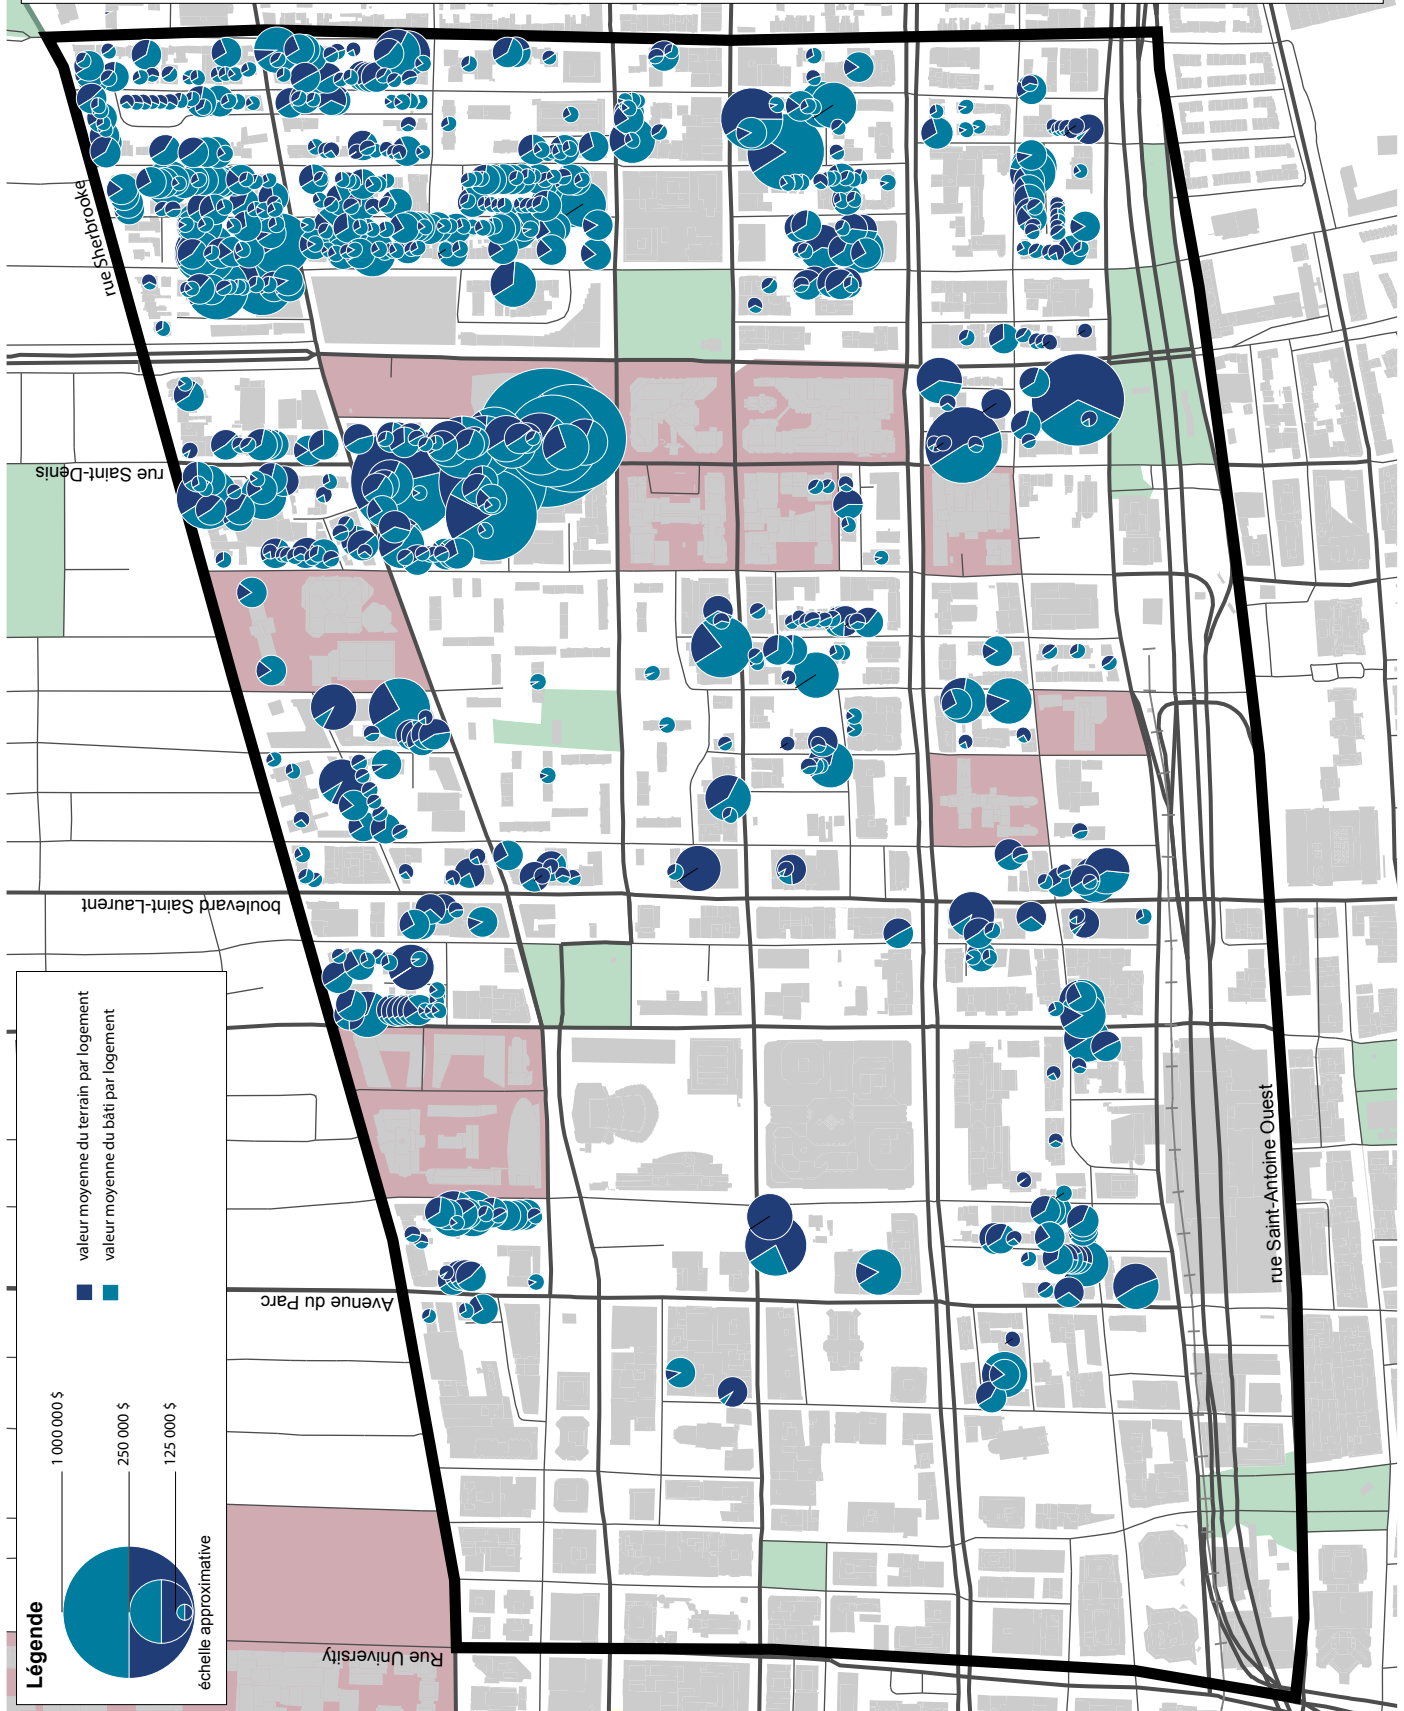 Légende
1 000 000 $
250 000 $
125 000 $
échelle approximative
valeur moyenne du terrain par logement
valeur moyenne du bâti par logement
rue Sherbrooke
rue Saint-Denis
boulevard Saint-Laurent
Avenue du Parc
Rue University
rue Saint-Antoine Ouest